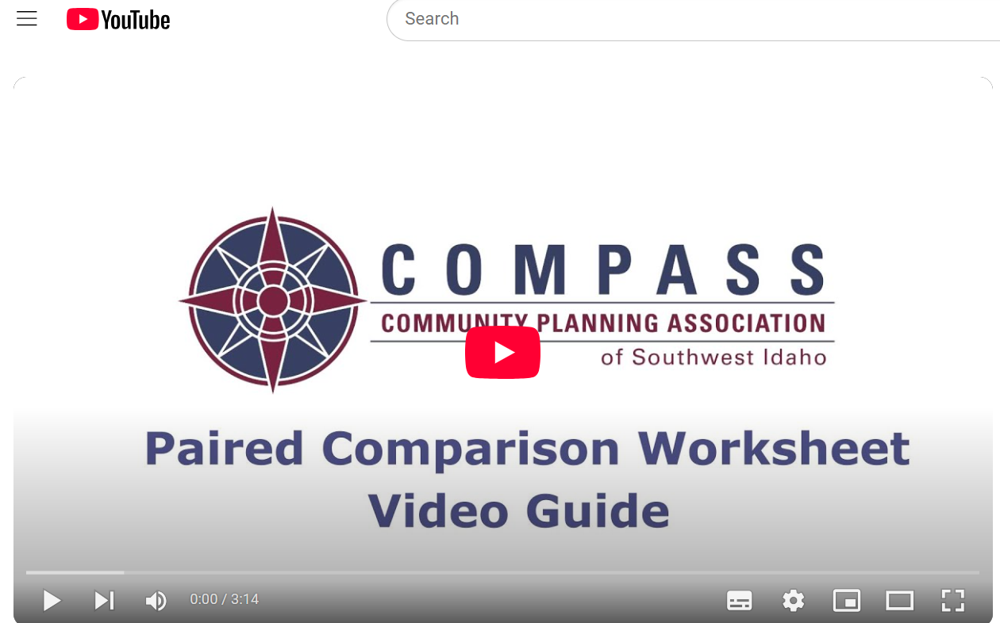 YouTube
Search
COMPASS
COMMUNITY PLANNING ASSOCIATION
of Southwest Idaho
Paired Comparison Worksheet
Video Guide
0:00 / 3:14